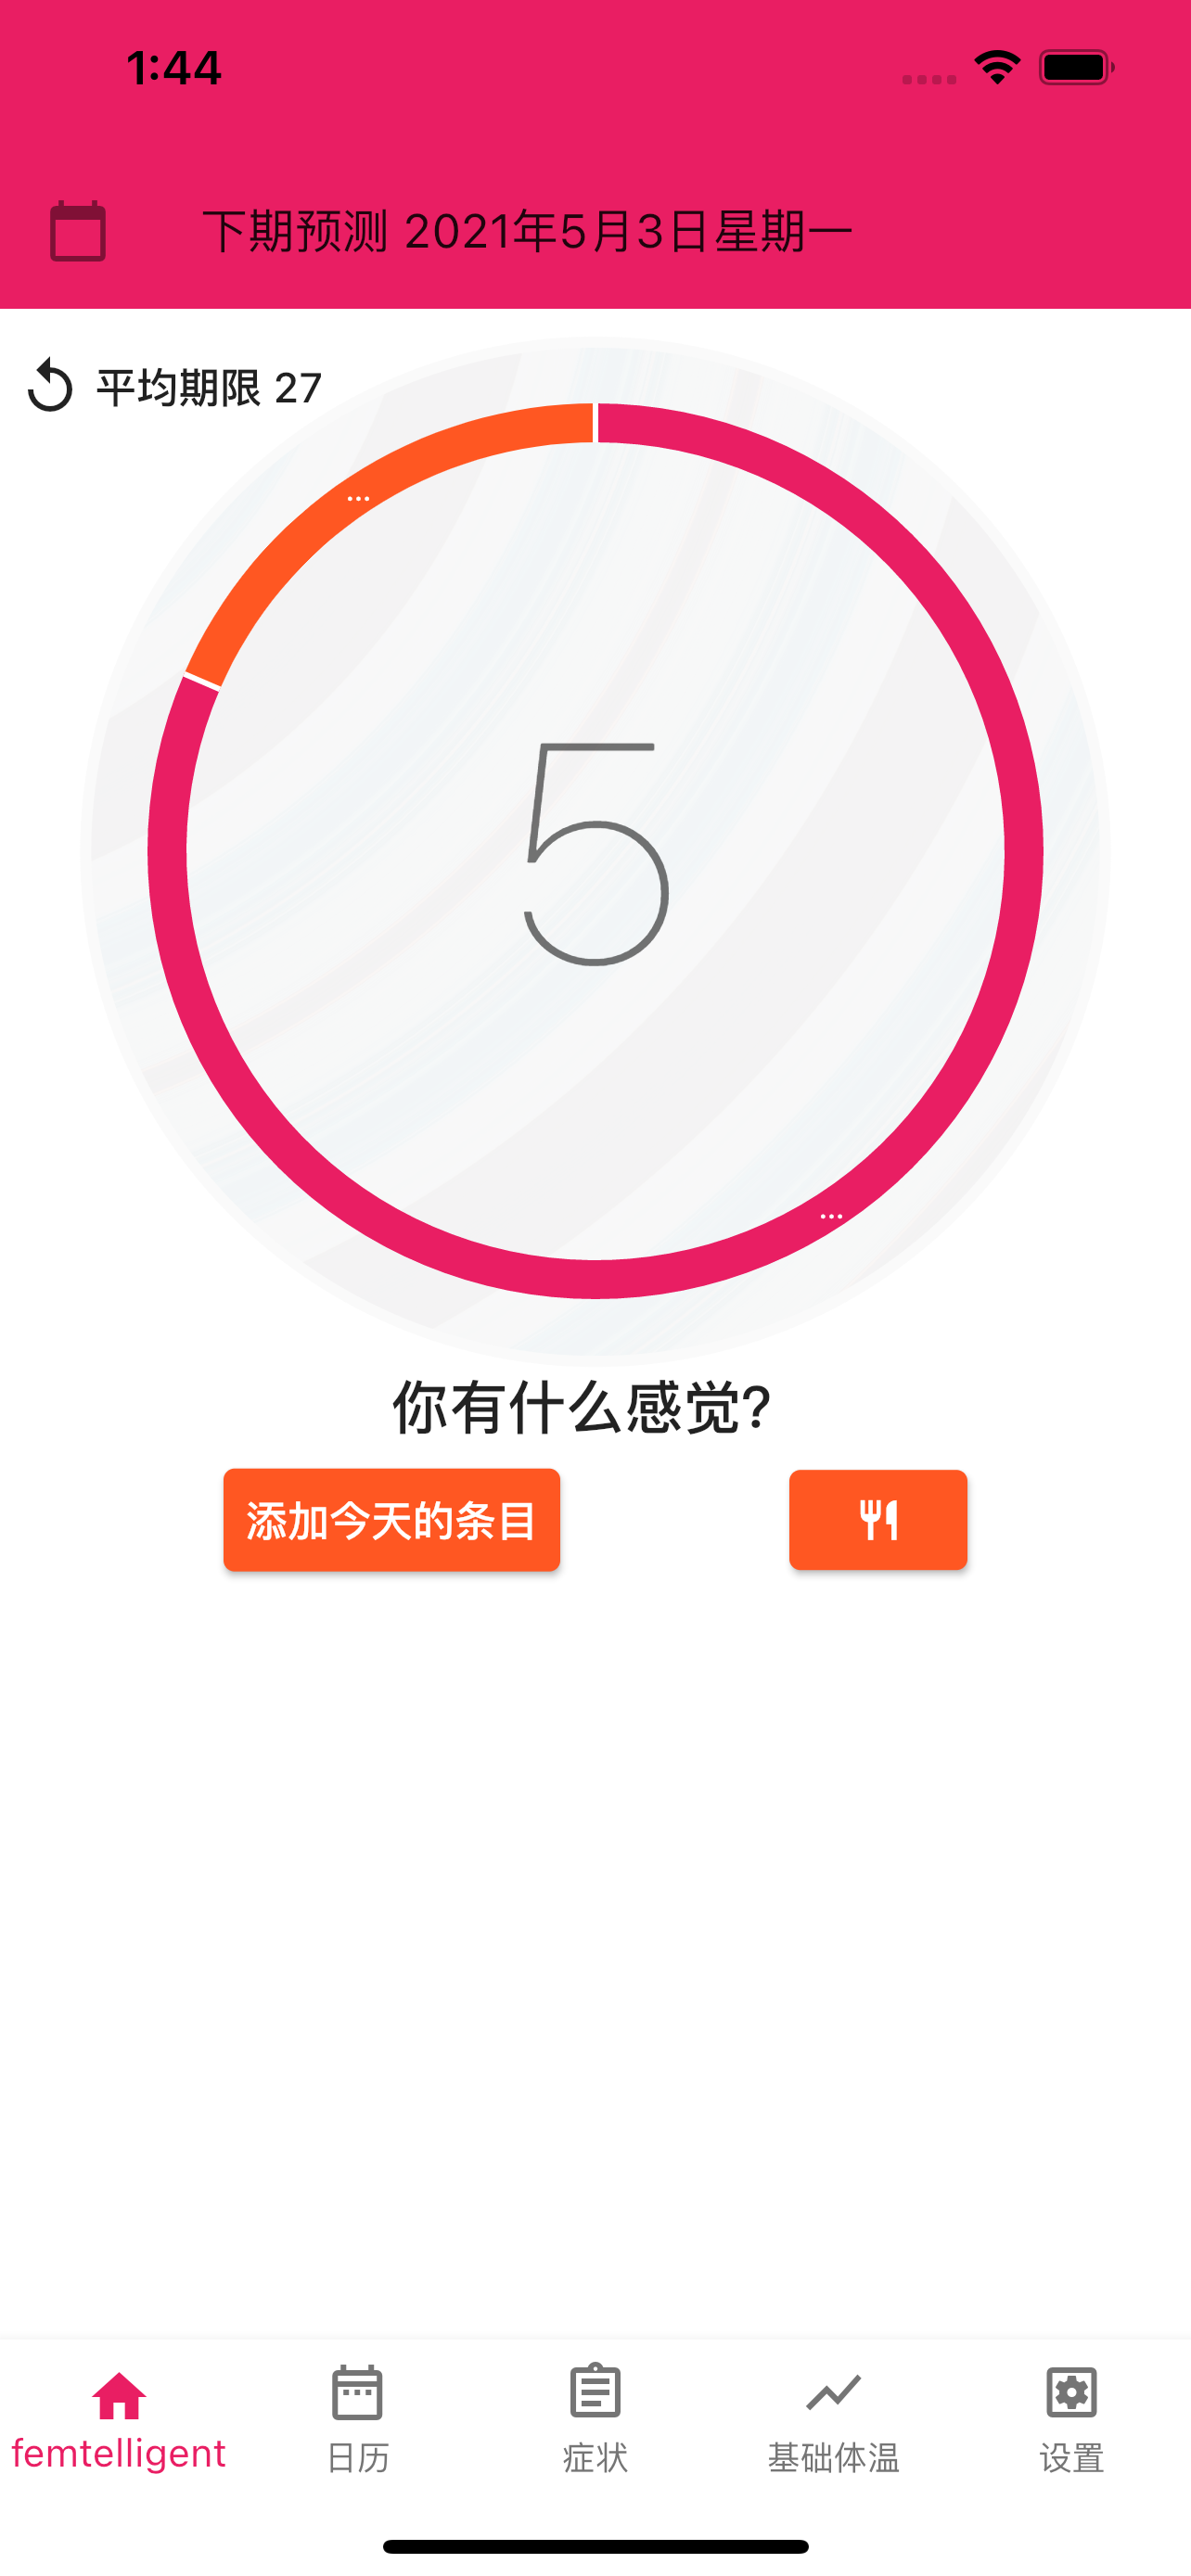 1:44
下期预测 2021年5月3日星期一
平均期限 27
...
5
...
你有什么感觉?
添加今天的条目
femtelligent
日历
症状
基础体温
设置